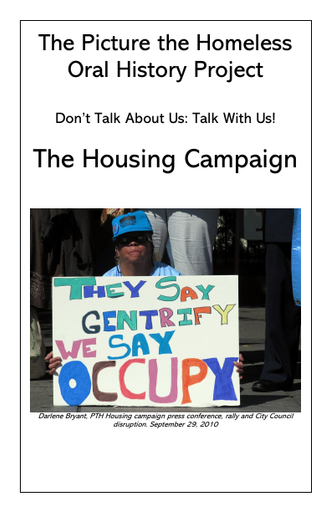 The Picture the Homeless
Oral History Project
Don't Talk About Us: Talk With Us!
The Housing Campaign
THEY SAY
GENTRIFY
WE SAY
OCCUPY
Darlene Bryant, PTH Housing campaign press conference, rally and City Council
disruption. September 29, 2010